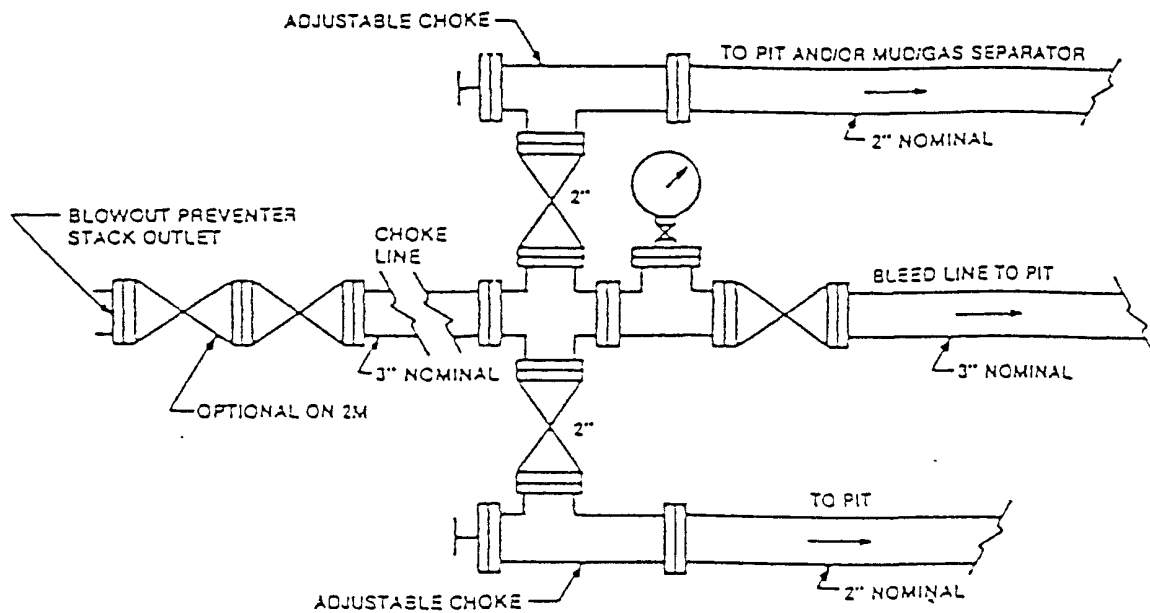 ADJUSTABLE CHOKE
TO PIT AND/OR MUD/GAS SEPARATOR
2" NOMINAL
2"
BLOWOUT PREVENTER
STACK OUTLET
CHOKE
LINE
BLEED LINE TO PIT
3" NOMINAL
3" NOMINAL
OPTIONAL ON 2M
2"
TO PIT
ADJUSTABLE CHOKE
2" NOMINAL